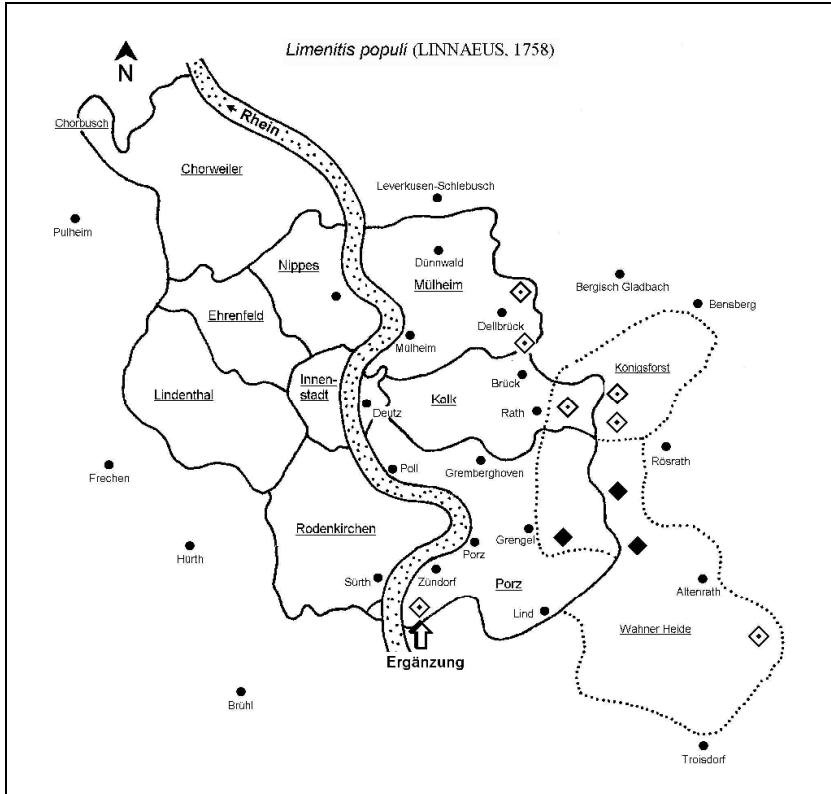 Limenitis populi (LINNAEUS, 1758)
N
Rhein
Chorbusch
Chorweiler
Leverkusen-Schlebusch
Pulheim
Dünnwald
Nippes
Mülheim
Bergisch Gladbach
Bensberg
Ehrenfeld
Dellbrück
Mülheim
Königsforst
Innen-
stadt
Brück
Lindenthal
Kalk
Deutz
Rath
Rösrath
Poll
Gremberghoven
Frechen
Rodenkirchen
Grengel
Hürth
Porz
Sürth
Zündorf
Porz
Altenrath
Lind
Wahner Heide
Ergänzung
Brühl
Troisdorf